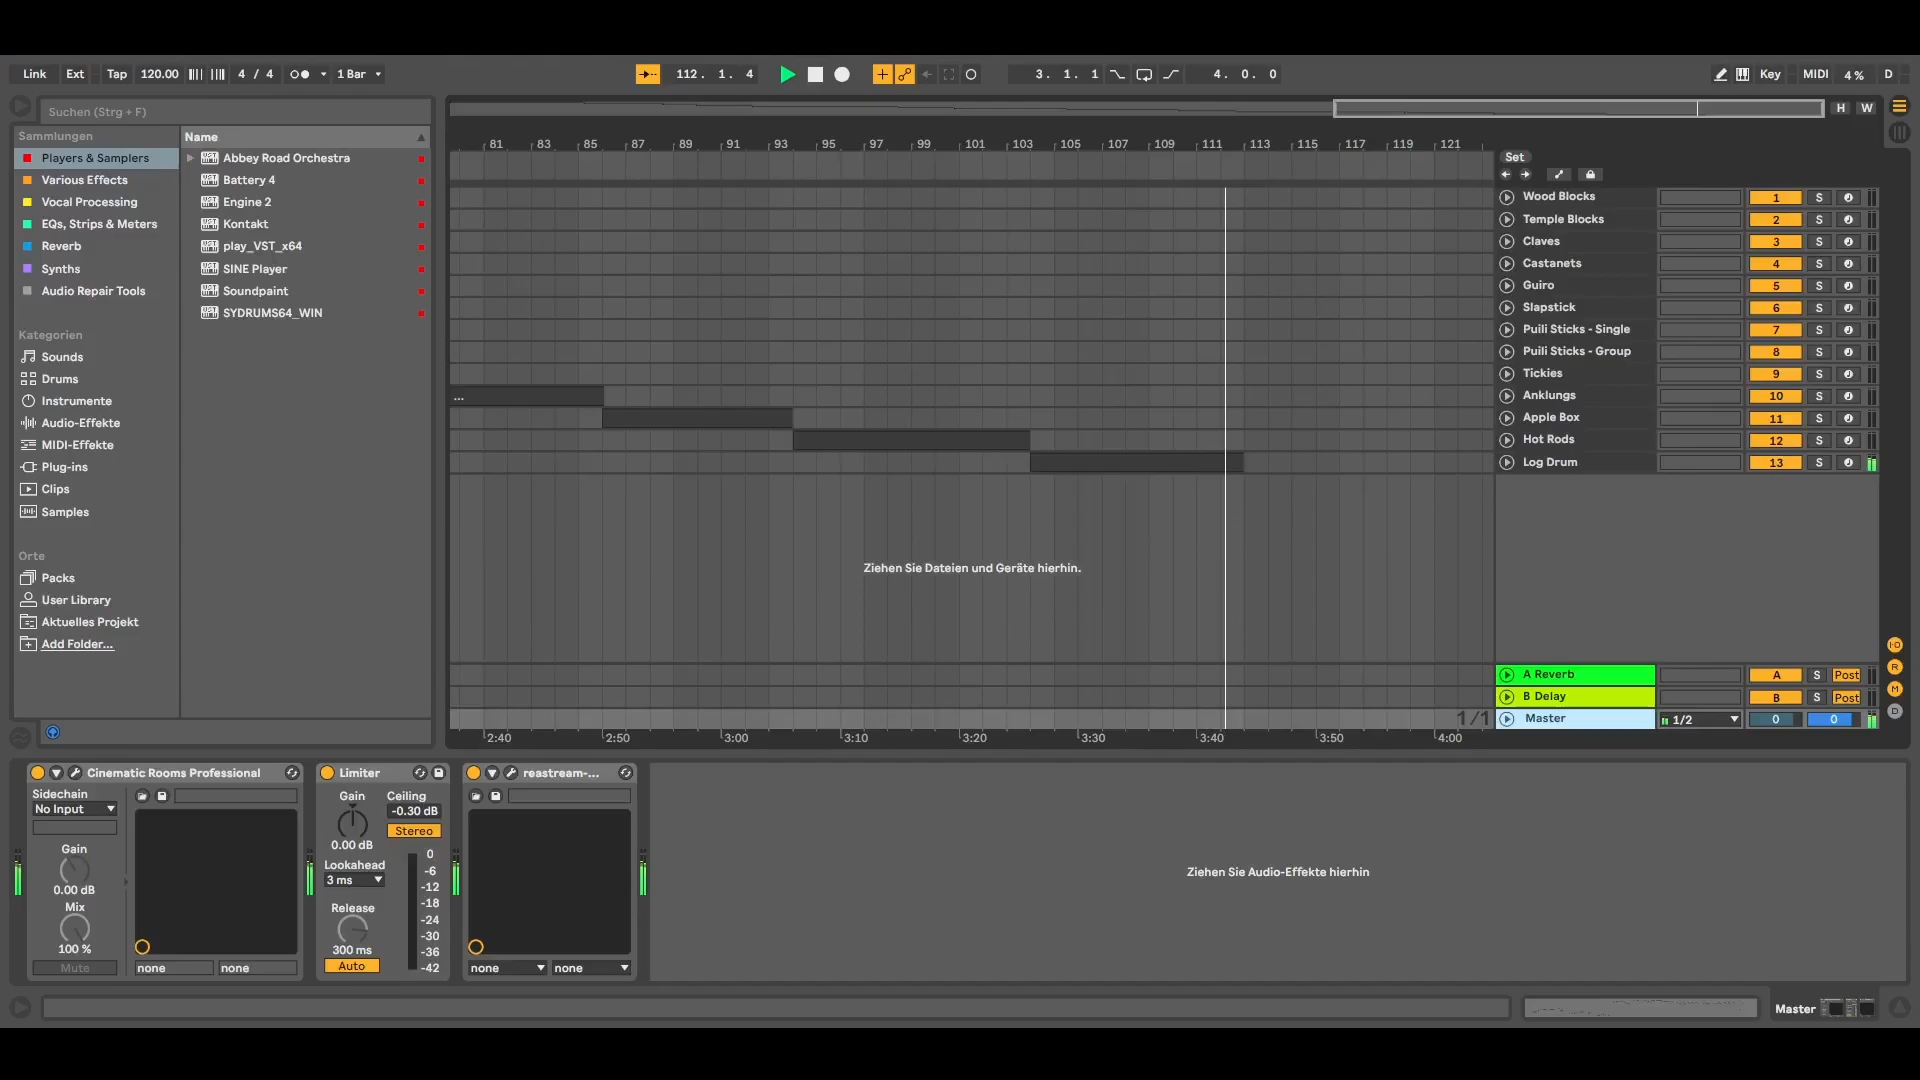 Link Ext Tap 120.00 4 / 4 1 Bar 112. 1. 4 3. 1. 1 4. 0. 0 Key MIDI 4 % D
Suchen (Strg + F)
H W
Sammlungen
Players & Samplers
Various Effects
Vocal Processing
EQs, Strips & Meters
Reverb
Synths
Audio Repair Tools
Kategorien
Sounds
Drums
Instrumente
Audio-Effekte
MIDI-Effekte
Plug-ins
Clips
Samples
Orte
Packs
User Library
Aktuelles Projekt
Add Folder...
Name
Abbey Road Orchestra
Battery 4
Engine 2
Kontakt
play_VST_x64
SINE Player
Soundpaint
SYDRUMS64_WIN
81 83 85 87 89 91 93 95 97 99 101 103 105 107 109 111 113 115 117 119 121
...
Ziehen Sie Dateien und Geräte hierhin.
1/1
2:40 2:50 3:00 3:10 3:20 3:30 3:40 3:50 4:00
Set
Wood Blocks 1 S
Temple Blocks 2 S
Claves 3 S
Castanets 4 S
Guiro 5 S
Slapstick 6 S
Puili Sticks - Single 7 S
Puili Sticks - Group 8 S
Tickies 9 S
Anklungs 10 S
Apple Box 11 S
Hot Rods 12 S
Log Drum 13 S
A Reverb A S Post
B Delay B S Post
Master 1/2 0 0
I-O
R
M
D
Cinematic Rooms Professional
Sidechain
No Input
Gain
0.00 dB
Mix
100 %
Mute
none none
Limiter
Gain
0.00 dB
Lookahead
3 ms
Release
300 ms
Auto
Ceiling
-0.30 dB
Stereo
0
-6
-12
-18
-24
-30
-36
-42
reastream-...
none none
Ziehen Sie Audio-Effekte hierhin
Master